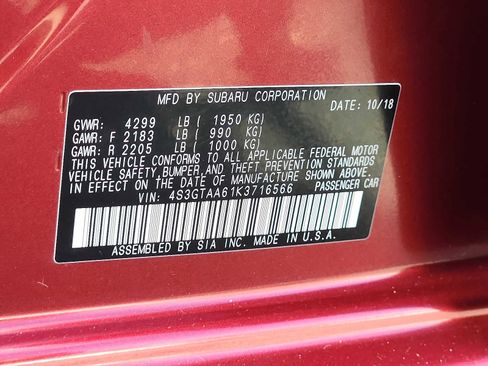 MFD BY SUBARU CORPORATION
DATE: 10/18
GVWR: 4299 LB ( 1950 KG)
GAWR: F 2183 LB ( 990 KG)
GAWR: R 2205 LB ( 1000 KG)
THIS VEHICLE CONFORMS TO ALL APPLICABLE FEDERAL MOTOR
VEHICLE SAFETY, BUMPER, AND THEFT PREVENTION STANDARDS
IN EFFECT ON THE DATE OF MANUFACTURE SHOWN ABOVE.
VIN: 4S3GTAA61K3716566 PASSENGER CAR
ASSEMBLED BY SIA INC. MADE IN U.S.A.